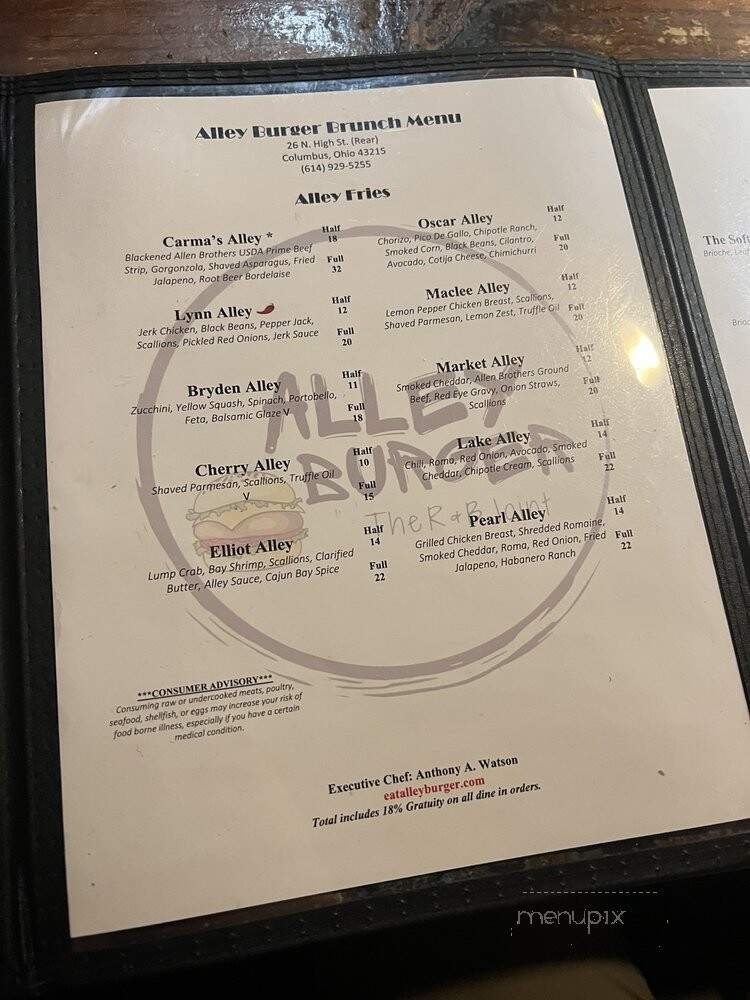 Alley Burger Brunch Menu
26 N. High St. (Rear)
Columbus, Ohio 43215
(614) 929-5255
Alley Fries
Carma's Alley *
Half
18
Blackened Allen Brothers USDA Prime Beef
Strip, Gorgonzola, Shaved Asparagus, Fried
Jalapeno, Root Beer Bordelaise
Full
32
Lynn Alley
Half
12
Jerk Chicken, Black Beans, Pepper Jack,
Scallions, Pickled Red Onions, Jerk Sauce
Full
20
Bryden Alley
Half
11
Zucchini, Yellow Squash, Spinach, Portobello,
Feta, Balsamic Glaze V
Full
18
Cherry Alley
Half
10
Shaved Parmesan, Scallions, Truffle Oil
V
Full
15
Elliot Alley
Half
14
Lump Crab, Bay Shrimp, Scallions, Clarified
Butter, Alley Sauce, Cajun Bay Spice
Full
22
Oscar Alley
Half
12
Chorizo, Pico De Gallo, Chipotle Ranch,
Smoked Corn, Black Beans, Cilantro,
Avocado, Cotija Cheese, Chimichurri
Full
20
Maclee Alley
Half
12
Lemon Pepper Chicken Breast, Scallions,
Shaved Parmesan, Lemon Zest, Truffle Oil
Full
20
Market Alley
Half
12
Smoked Cheddar, Allen Brothers Ground
Beef, Red Eye Gravy, Onion Straws,
Scallions
Full
20
Lake Alley
Half
14
Chili, Roma, Red Onion, Avocado, Smoked
Cheddar, Chipotle Cream, Scallions
Full
22
Pearl Alley
Half
14
Grilled Chicken Breast, Shredded Romaine,
Smoked Cheddar, Roma, Red Onion, Fried
Jalapeno, Habanero Ranch
Full
22
ALLEY
BURGER
The R & B Joint
***CONSUMER ADVISORY***
Consuming raw or undercooked meats, poultry,
seafood, shellfish, or eggs may increase your risk of
food borne illness, especially if you have a certain
medical condition.
Executive Chef: Anthony A. Watson
eatalleyburger.com
Total includes 18% Gratuity on all dine in orders.
The Soft
Brioche,
menupix